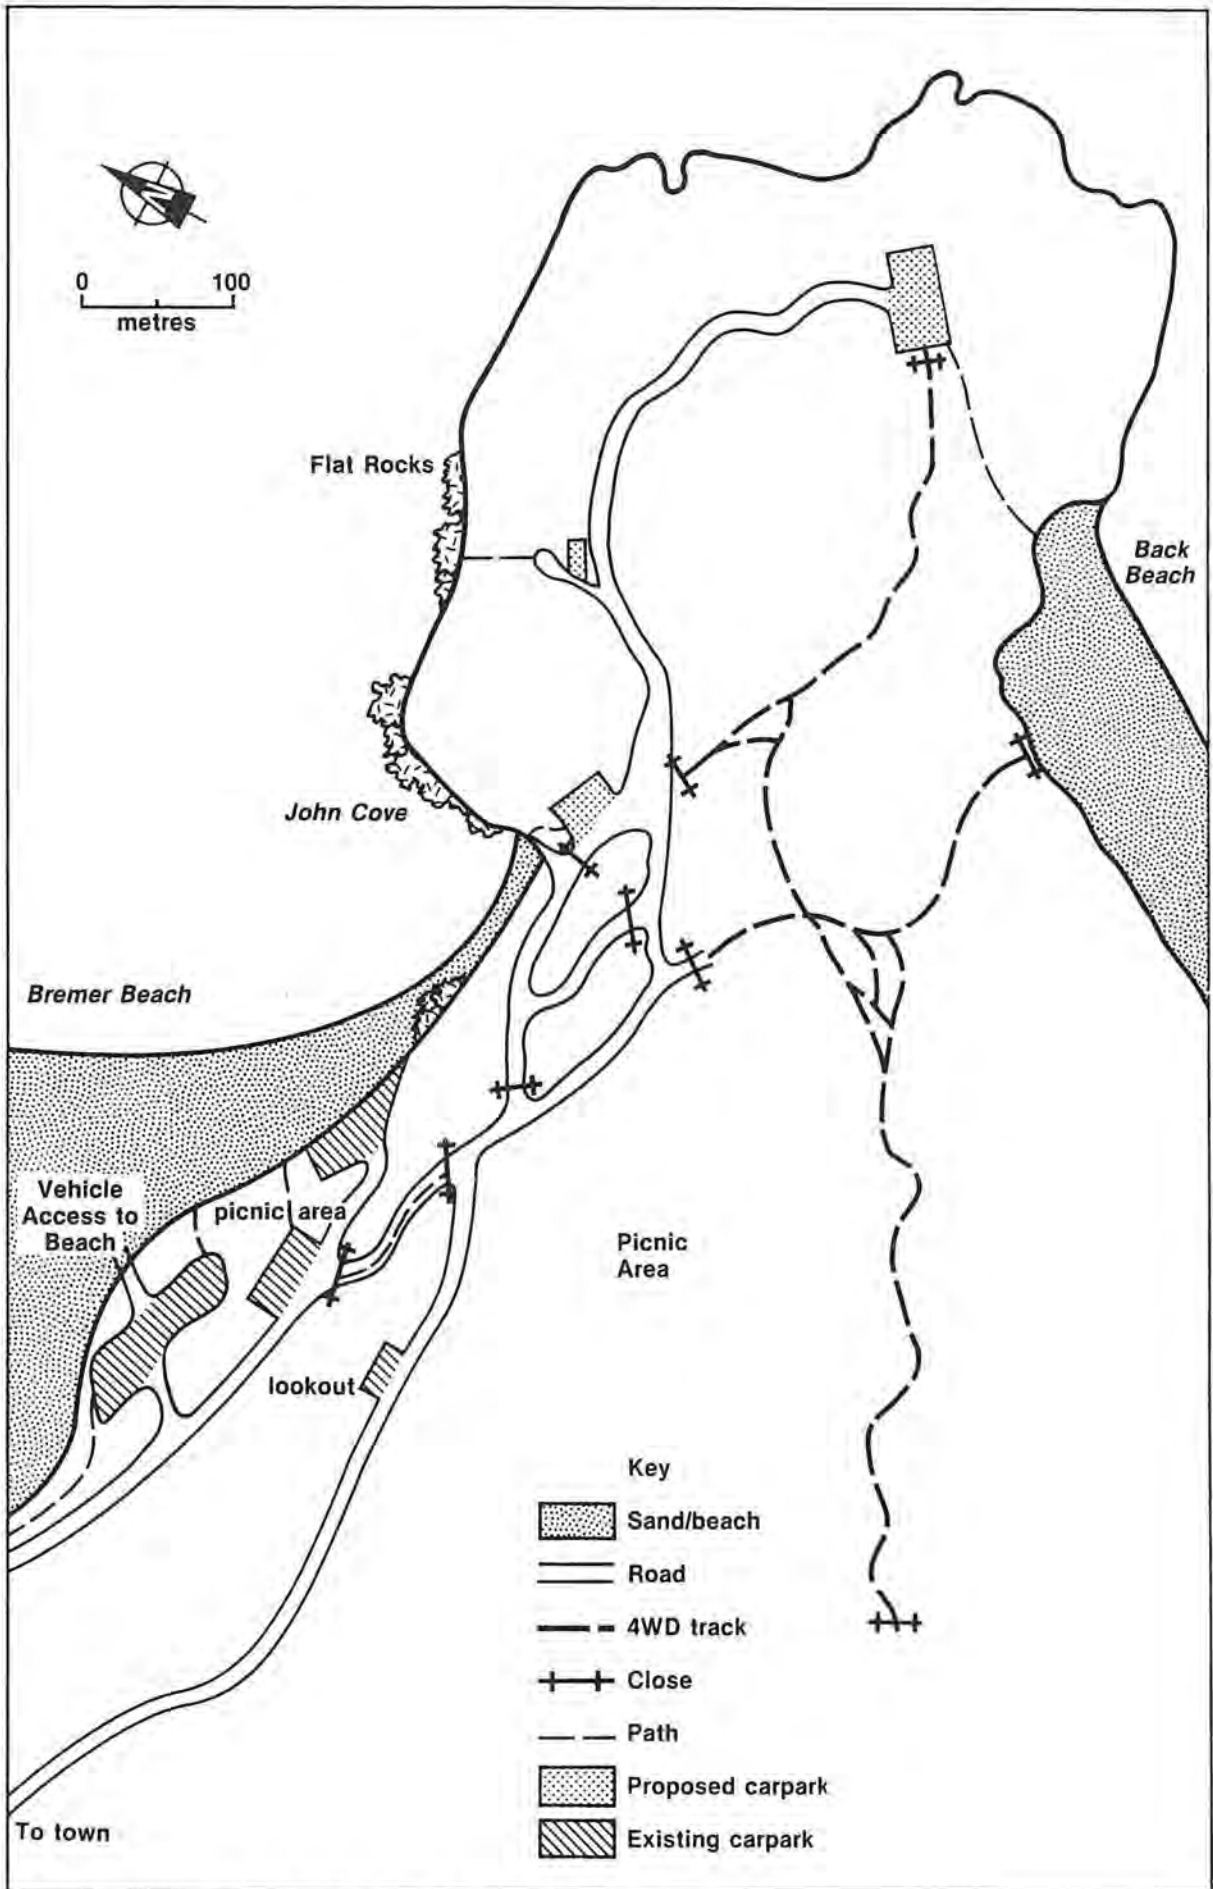 0 100
metres
Flat Rocks
Back
Beach
John Cove
Bremer Beach
Vehicle
Access to
Beach
picnic area
Picnic
Area
lookout
Key
Sand/beach
Road
4WD track
Close
Path
Proposed carpark
Existing carpark
To town